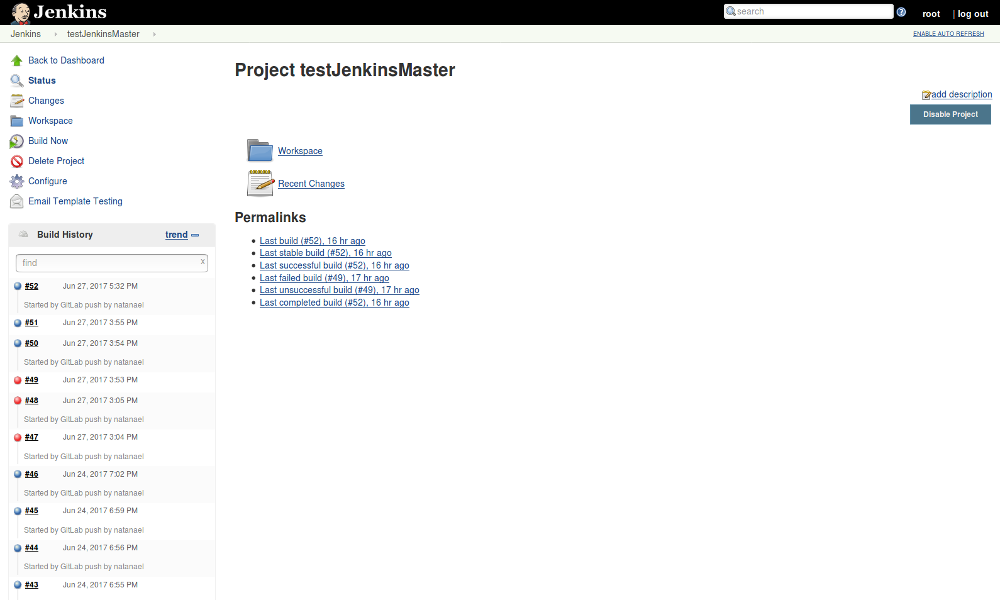 Jenkins
search
root | log out
Jenkins testJenkinsMaster
ENABLE AUTO REFRESH
Back to Dashboard
Status
Changes
Workspace
Build Now
Delete Project
Configure
Email Template Testing
Build History trend
find x
#52 Jun 27, 2017 5:32 PM
Started by GitLab push by natanael
#51 Jun 27, 2017 3:55 PM
#50 Jun 27, 2017 3:54 PM
Started by GitLab push by natanael
#49 Jun 27, 2017 3:53 PM
#48 Jun 27, 2017 3:05 PM
Started by GitLab push by natanael
#47 Jun 27, 2017 3:04 PM
Started by GitLab push by natanael
#46 Jun 24, 2017 7:02 PM
Started by GitLab push by natanael
#45 Jun 24, 2017 6:59 PM
Started by GitLab push by natanael
#44 Jun 24, 2017 6:56 PM
Started by GitLab push by natanael
#43 Jun 24, 2017 6:55 PM
Project testJenkinsMaster
add description
Disable Project
Workspace
Recent Changes
Permalinks
Last build (#52), 16 hr ago
Last stable build (#52), 16 hr ago
Last successful build (#52), 16 hr ago
Last failed build (#49), 17 hr ago
Last unsuccessful build (#49), 17 hr ago
Last completed build (#52), 16 hr ago